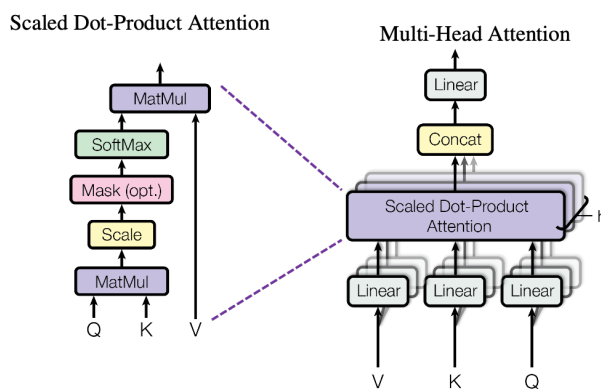 Scaled Dot-Product Attention
MatMul
SoftMax
Mask (opt.)
Scale
MatMul
Q K V
Multi-Head Attention
Linear
Concat
Scaled Dot-Product
Attention
h
Linear Linear Linear
V K Q